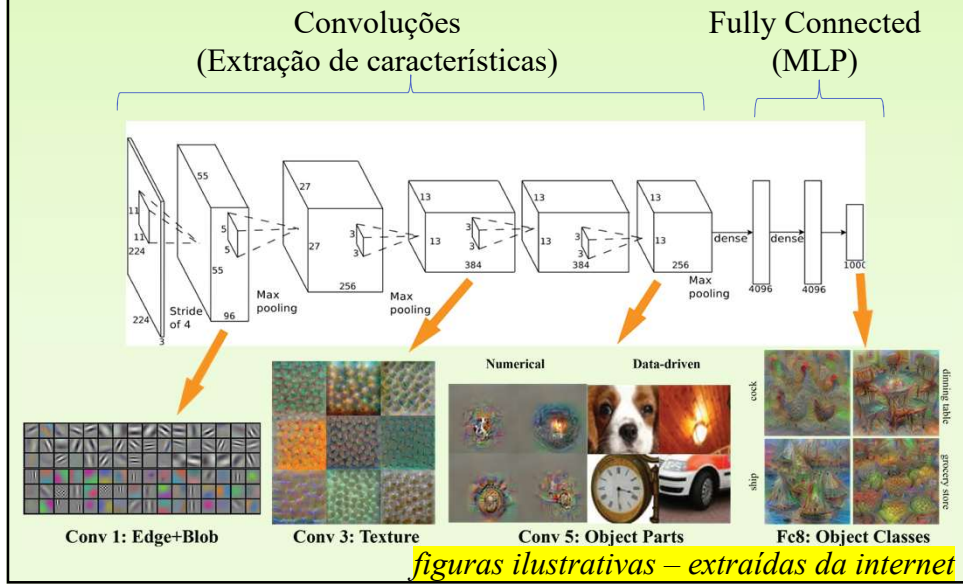 Convoluções
(Extração de características)
Fully Connected
(MLP)
11
11
224
224
3
Stride
of 4
55
55
5
5
96
Max
pooling
27
27
3
3
256
Max
pooling
13
13
3
3
384
13
13
3
3
384
13
13
256
Max
pooling
dense
4096
dense
4096
1000
Conv 1: Edge+Blob
Conv 3: Texture
Numerical
Data-driven
Conv 5: Object Parts
cock
ship
dinning table
grocery store
Fc8: Object Classes
figuras ilustrativas – extraídas da internet